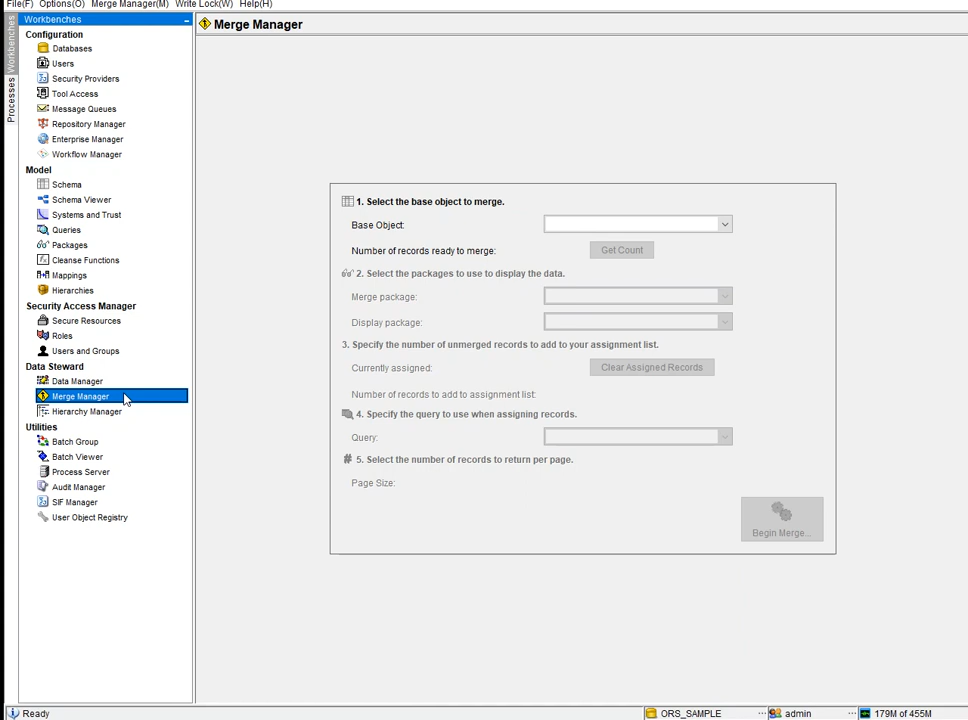 File(F) Options(O) Merge Manager(M) Write Lock(W) Help(H)
Workbenches
Processes
Workbenches
Configuration
Databases
Users
Security Providers
Tool Access
Message Queues
Repository Manager
Enterprise Manager
Workflow Manager
Model
Schema
Schema Viewer
Systems and Trust
Queries
Packages
Cleanse Functions
Mappings
Hierarchies
Security Access Manager
Secure Resources
Roles
Users and Groups
Data Steward
Data Manager
Merge Manager
Hierarchy Manager
Utilities
Batch Group
Batch Viewer
Process Server
Audit Manager
SIF Manager
User Object Registry
Merge Manager
1. Select the base object to merge.
Base Object:
Number of records ready to merge: Get Count
2. Select the packages to use to display the data.
Merge package:
Display package:
3. Specify the number of unmerged records to add to your assignment list.
Currently assigned: Clear Assigned Records
Number of records to add to assignment list:
4. Specify the query to use when assigning records.
Query:
# 5. Select the number of records to return per page.
Page Size:
Begin Merge...
Ready ORS_SAMPLE ... admin ... 179M of 455M